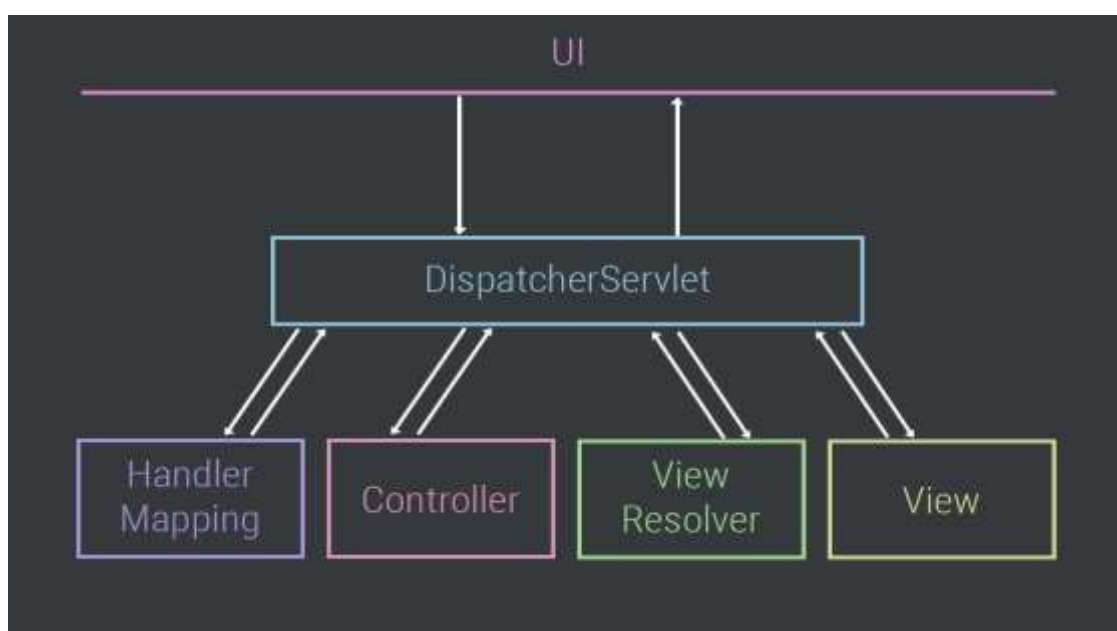 UI
DispatcherServlet
Handler
Mapping
Controller
View
Resolver
View